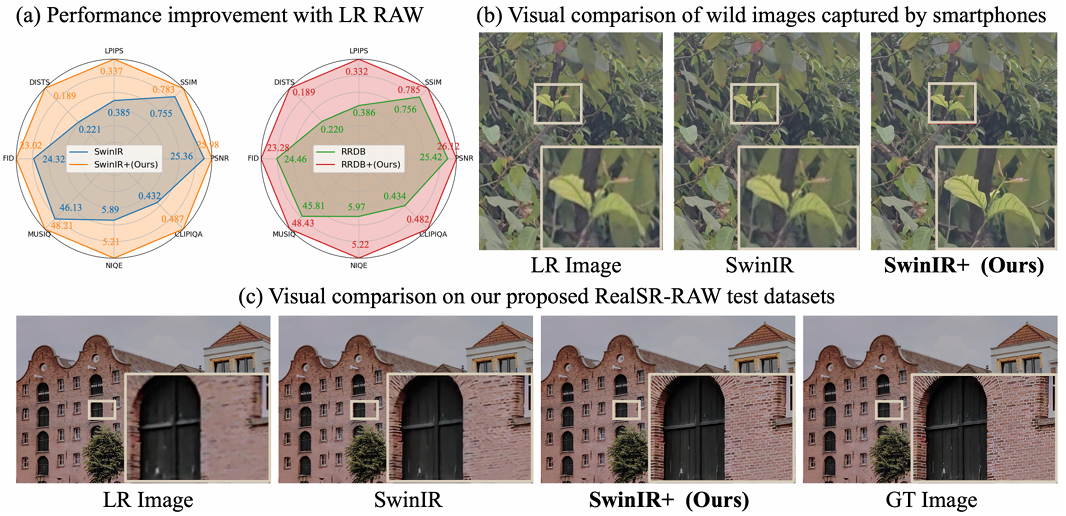 (a) Performance improvement with LR RAW
LPIPS
0.337
DISTS
SSIM
0.783
0.189
0.385
0.755
0.221
23.02
25.98
FID
24.32
SwinIR
SwinIR+(Ours)
25.36
PSNR
0.432
46.13
5.89
0.487
48.21
MUSIQ
5.21
CLIPIQA
NIQE
LPIPS
0.332
DISTS
SSIM
0.785
0.189
0.386
0.756
0.220
23.28
26.12
FID
24.46
RRDB
RRDB+(Ours)
25.42
PSNR
0.434
45.81
5.97
0.482
48.43
MUSIQ
5.22
CLIPIQA
NIQE
(b) Visual comparison of wild images captured by smartphones
LR Image
SwinIR
SwinIR+ (Ours)
(c) Visual comparison on our proposed RealSR-RAW test datasets
LR Image
SwinIR
SwinIR+ (Ours)
GT Image